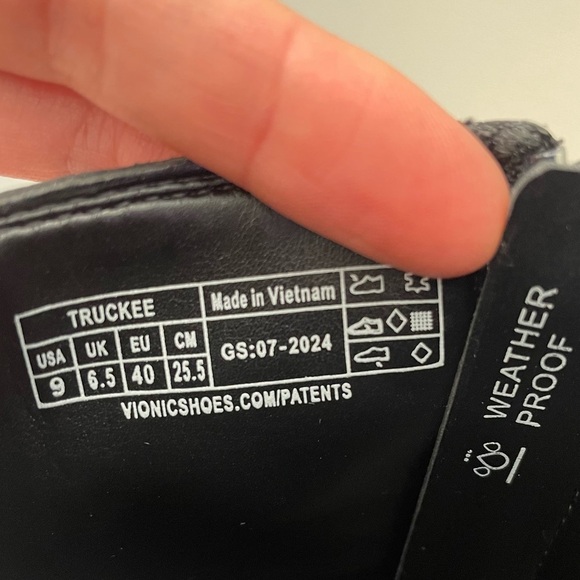 TRUCKEE
Made in Vietnam
USA UK EU CM
9 6.5 40 25.5
GS:07-2024
VIONICSHOES.COM/PATENTS
WEATHER
PROOF